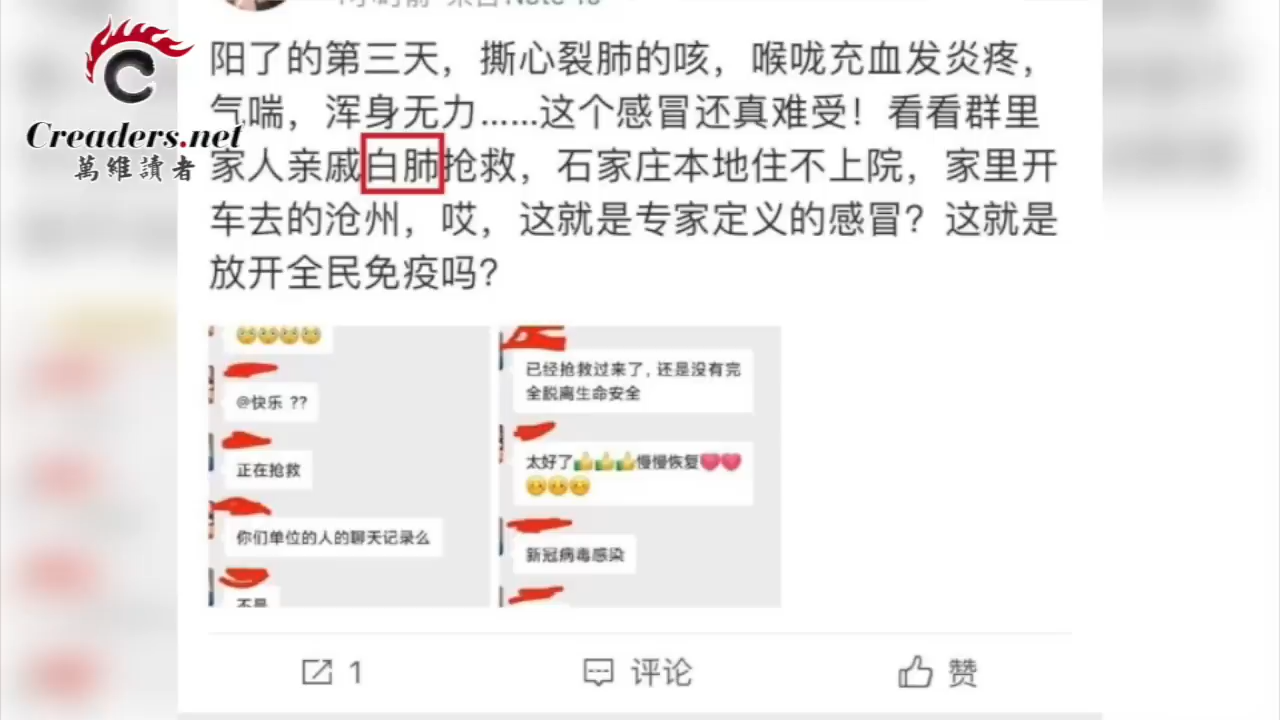 阳了的第三天，撕心裂肺的咳，喉咙充血发炎疼，
气喘，浑身无力……这个感冒还真难受！看看群里
家人亲戚白肺抢救，石家庄本地住不上院，家里开
车去的沧州，哎，这就是专家定义的感冒？这就是
放开全民免疫吗？
Creaders.net
萬維讀者
@快乐 ??
正在抢救
你们单位的人的聊天记录么
不是
已经抢救过来了，还是没有完
全脱离生命安全
太好了👍👍👍慢慢恢复❤❤
新冠病毒感染
1
评论
赞